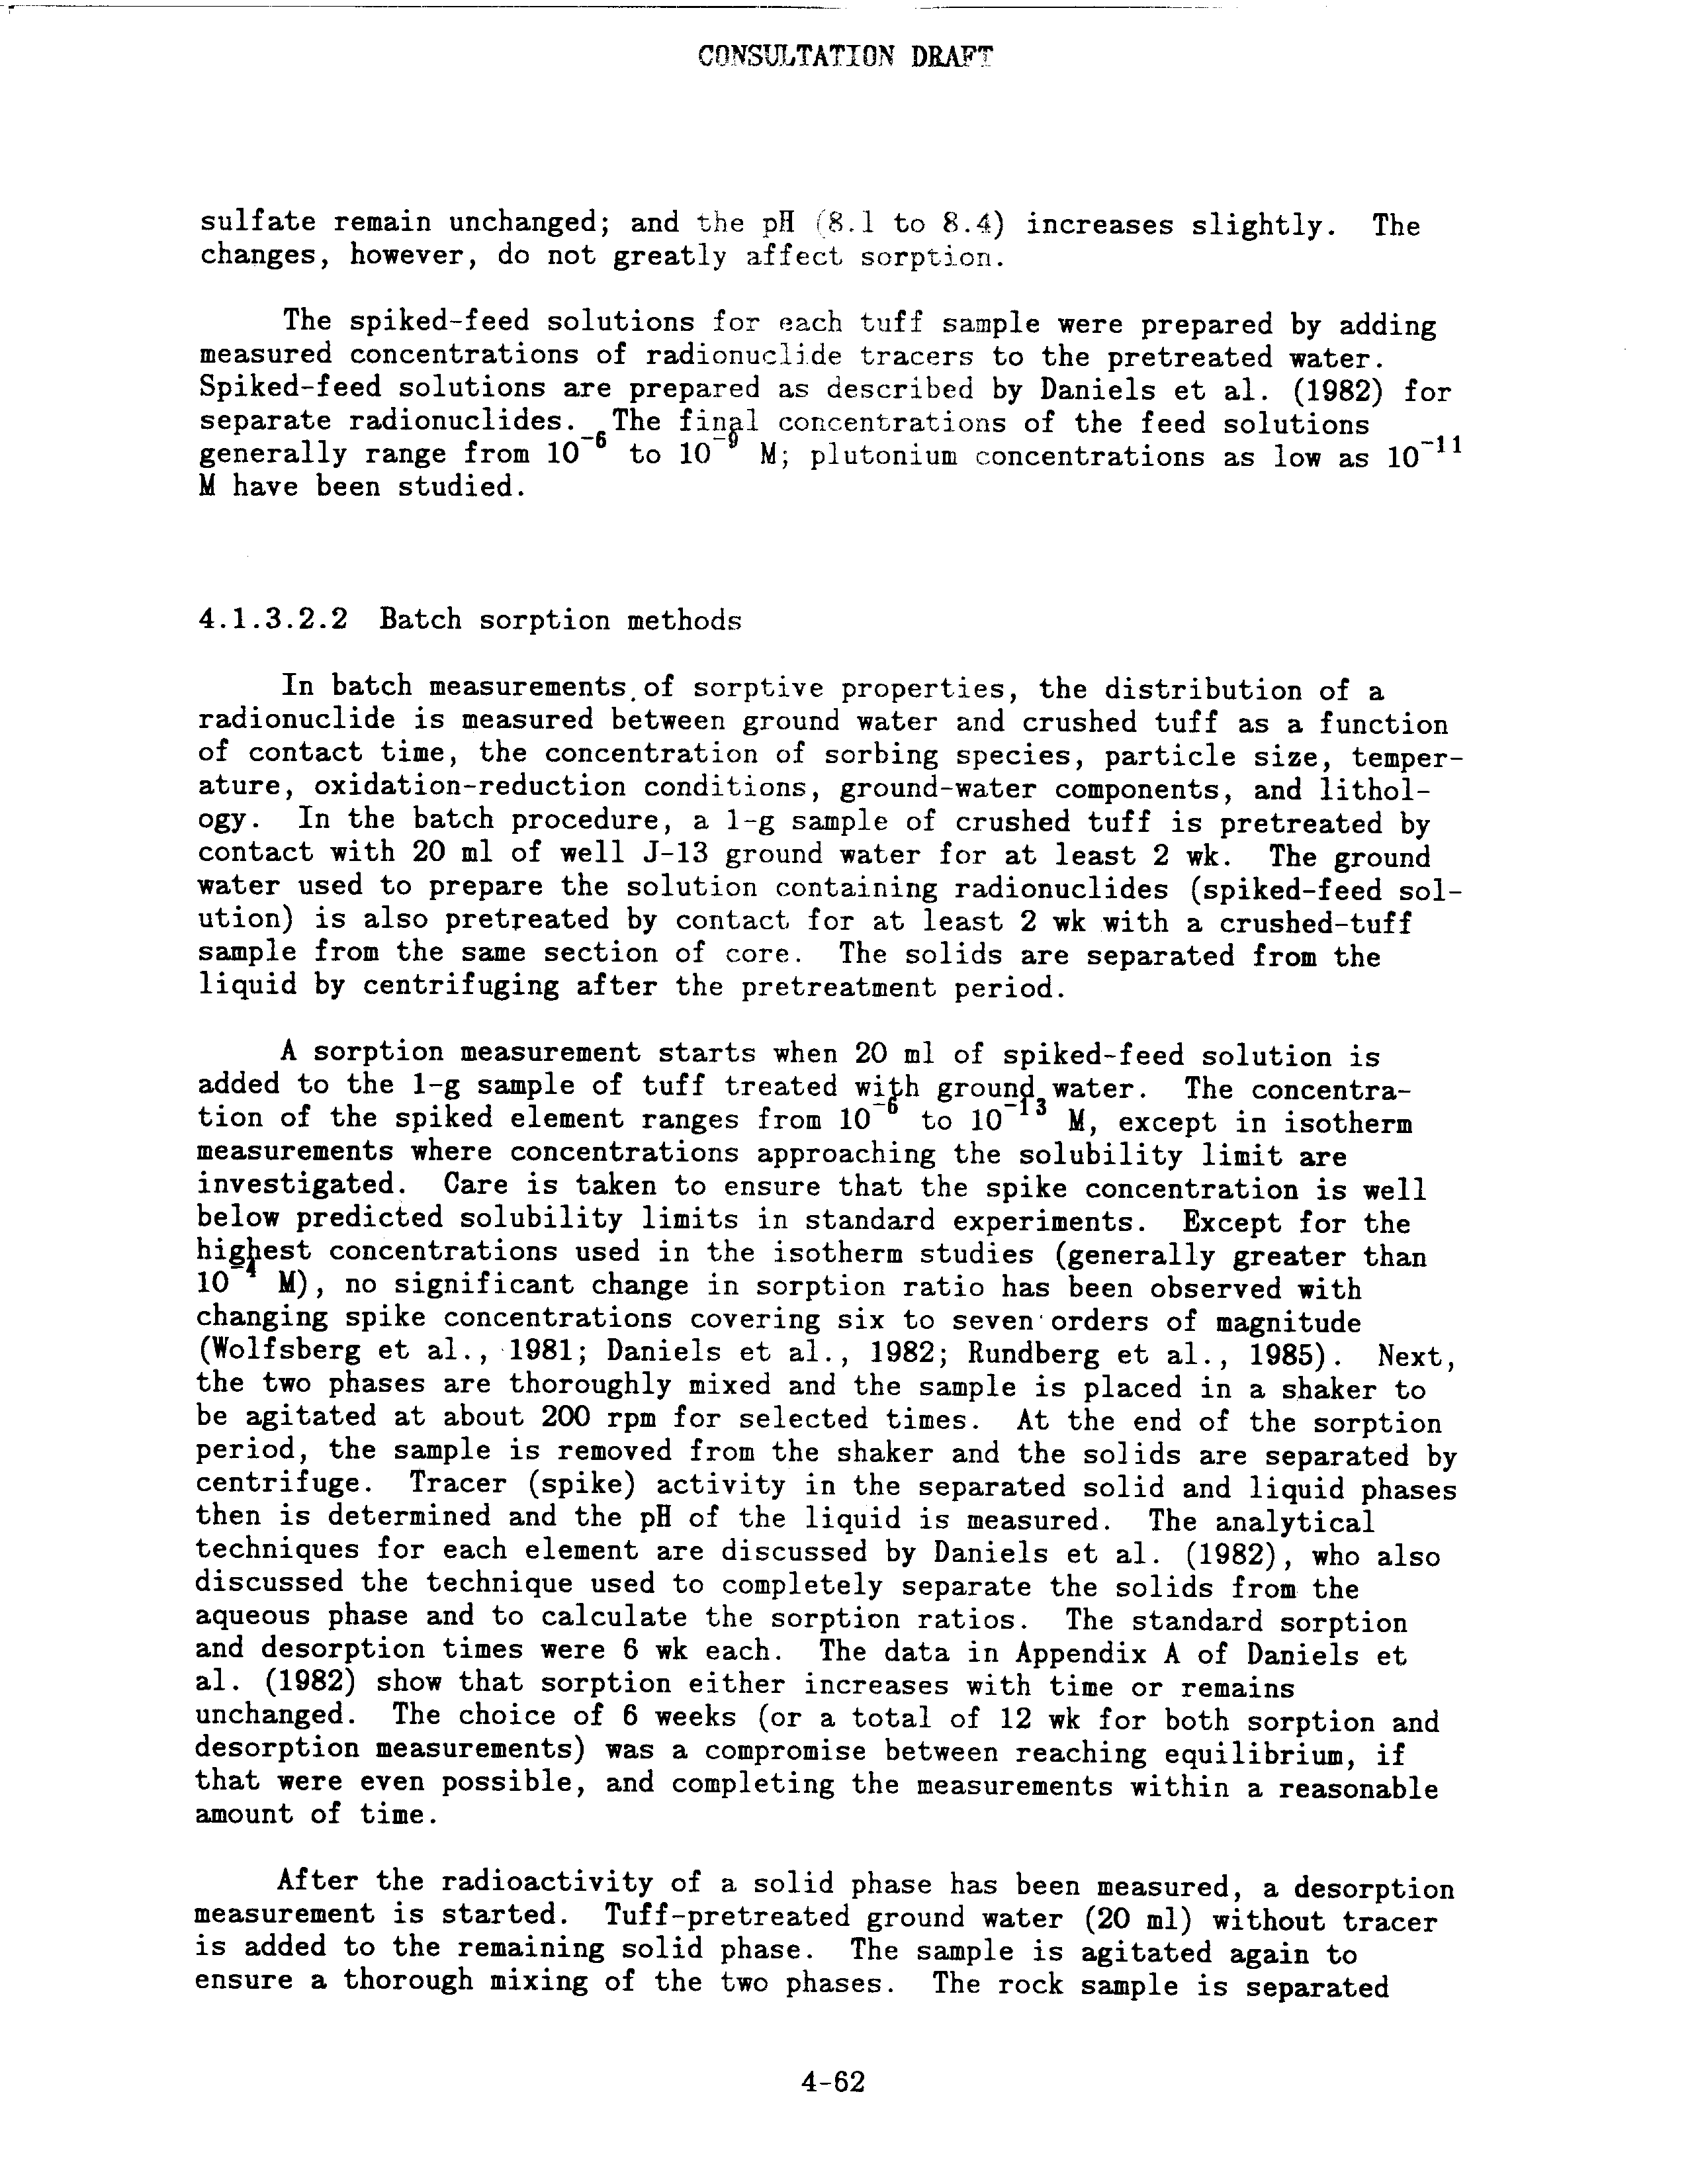 CONSULTATION DRAFT
sulfate remain unchanged; and the pH (8.1 to 8.4) increases slightly. The
changes, however, do not greatly affect sorption.
The spiked-feed solutions for each tuff sample were prepared by adding
measured concentrations of radionuclide tracers to the pretreated water.
Spiked-feed solutions are prepared as described by Daniels et al. (1982) for
separate radionuclides. The final concentrations of the feed solutions
generally range from 10⁻⁶ to 10⁻⁹ M; plutonium concentrations as low as 10⁻¹¹
M have been studied.
4.1.3.2.2 Batch sorption methods
In batch measurements of sorptive properties, the distribution of a
radionuclide is measured between ground water and crushed tuff as a function
of contact time, the concentration of sorbing species, particle size, temper-
ature, oxidation-reduction conditions, ground-water components, and lithol-
ogy. In the batch procedure, a 1-g sample of crushed tuff is pretreated by
contact with 20 ml of well J-13 ground water for at least 2 wk. The ground
water used to prepare the solution containing radionuclides (spiked-feed sol-
ution) is also pretreated by contact for at least 2 wk with a crushed-tuff
sample from the same section of core. The solids are separated from the
liquid by centrifuging after the pretreatment period.
A sorption measurement starts when 20 ml of spiked-feed solution is
added to the 1-g sample of tuff treated with ground water. The concentra-
tion of the spiked element ranges from 10⁻⁶ to 10⁻¹³ M, except in isotherm
measurements where concentrations approaching the solubility limit are
investigated. Care is taken to ensure that the spike concentration is well
below predicted solubility limits in standard experiments. Except for the
highest concentrations used in the isotherm studies (generally greater than
10⁻⁴ M), no significant change in sorption ratio has been observed with
changing spike concentrations covering six to seven orders of magnitude
(Wolfsberg et al., 1981; Daniels et al., 1982; Rundberg et al., 1985). Next,
the two phases are thoroughly mixed and the sample is placed in a shaker to
be agitated at about 200 rpm for selected times. At the end of the sorption
period, the sample is removed from the shaker and the solids are separated by
centrifuge. Tracer (spike) activity in the separated solid and liquid phases
then is determined and the pH of the liquid is measured. The analytical
techniques for each element are discussed by Daniels et al. (1982), who also
discussed the technique used to completely separate the solids from the
aqueous phase and to calculate the sorption ratios. The standard sorption
and desorption times were 6 wk each. The data in Appendix A of Daniels et
al. (1982) show that sorption either increases with time or remains
unchanged. The choice of 6 weeks (or a total of 12 wk for both sorption and
desorption measurements) was a compromise between reaching equilibrium, if
that were even possible, and completing the measurements within a reasonable
amount of time.
After the radioactivity of a solid phase has been measured, a desorption
measurement is started. Tuff-pretreated ground water (20 ml) without tracer
is added to the remaining solid phase. The sample is agitated again to
ensure a thorough mixing of the two phases. The rock sample is separated
4-62